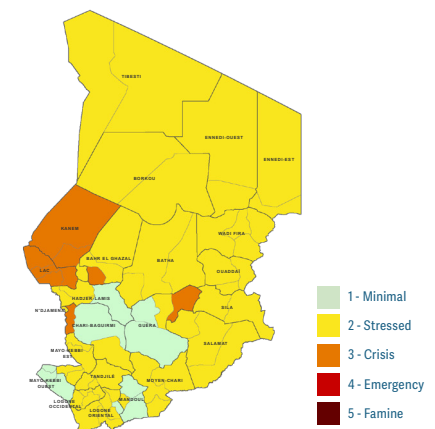 TIBESTI
ENNEDI-OUEST
ENNEDI-EST
BORKOU
KANEM
WADI FIRA
BAHR EL GHAZAL
BATHA
LAC
OUADDAÏ
HADJER-LAMIS
N'DJAMENA
SILA
CHARI-BAGUIRMI
GUERA
SALAMAT
MAYO-KEBBI
EST
TANDJILÉ
MAYO-KEBBI
OUEST
MOYEN-CHARI
LOGONE
OCCIDENTAL
MANDOUL
LOGONE
ORIENTAL
1 - Minimal
2 - Stressed
3 - Crisis
4 - Emergency
5 - Famine